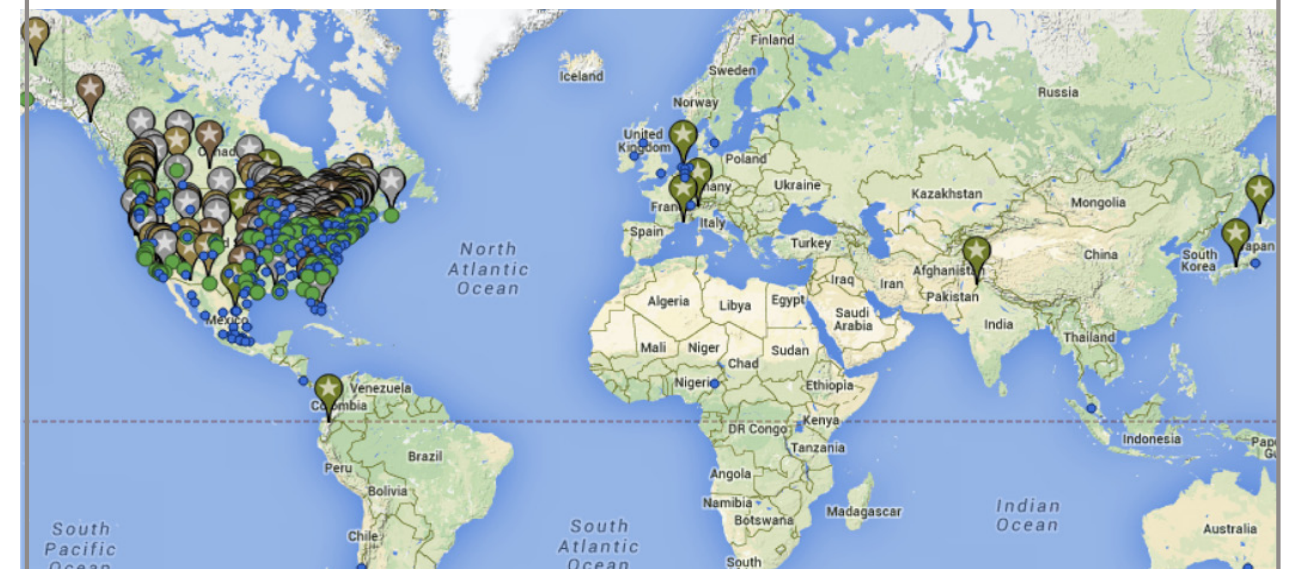 Finland
Sweden
Iceland
Russia
Norway
United
Kingdom
Poland
Ukraine
Kazakhstan
Mongolia
Italy
Spain
Turkey
North
Atlantic
Ocean
China
South
Korea
Afghanistan
Iraq
Iran
Pakistan
Algeria
Libya
Egypt
Saudi
Arabia
India
Mexico
Thailand
Mali
Niger
Chad
Sudan
Ethiopia
Venezuela
Colombia
Kenya
DR Congo
Tanzania
Indonesia
Brazil
Peru
Angola
Bolivia
Namibia
Botswana
Madagascar
Indian
Ocean
Chile
Australia
South
Pacific
Ocean
South
Atlantic
Ocean
South